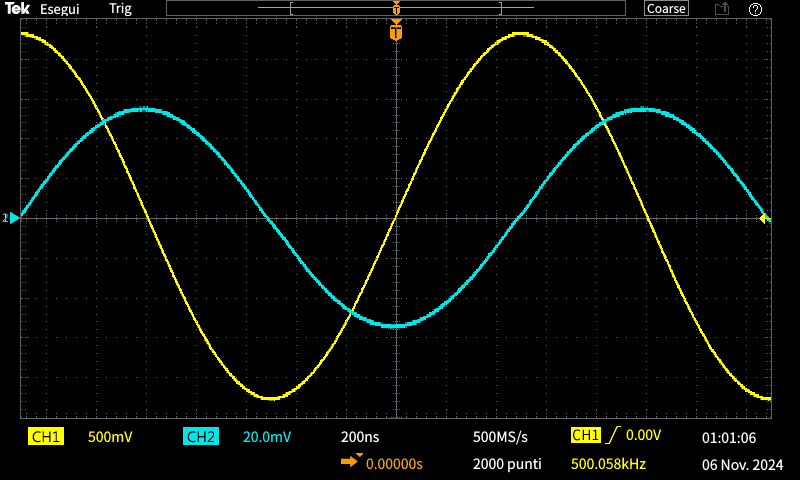 Tek Esegui Trig Coarse ?
T
T
CH1 500mV CH2 20.0mV 200ns 500MS/s CH1 0.00V 01:01:06
0.00000s 2000 punti 500.058kHz 06 Nov. 2024